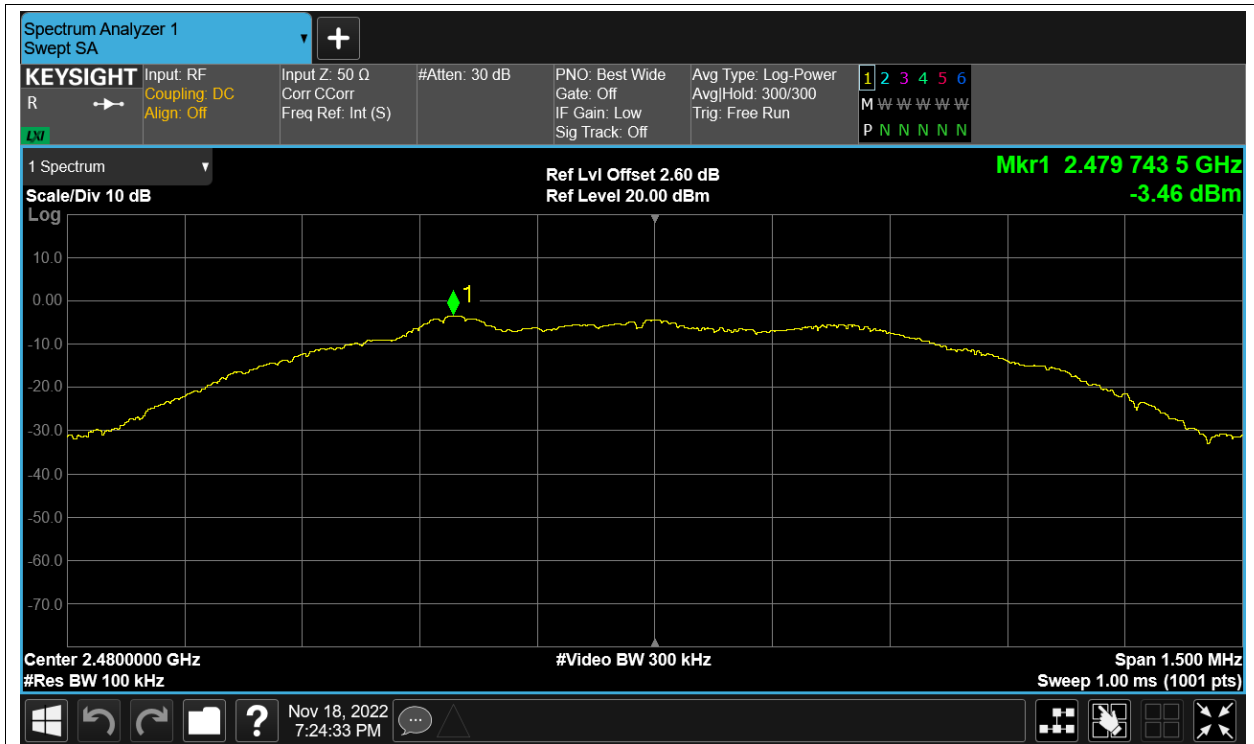 Spectrum Analyzer 1
Swept SA
+
KEYSIGHT
R
LXI
Input: RF
Coupling: DC
Align: Off
Input Z: 50 Ω
Corr CCorr
Freq Ref: Int (S)
#Atten: 30 dB
PNO: Best Wide
Gate: Off
IF Gain: Low
Sig Track: Off
Avg Type: Log-Power
Avg|Hold: 300/300
Trig: Free Run
1 2 3 4 5 6
M W W W W W
P N N N N N
1 Spectrum
Scale/Div 10 dB
Log
Ref Lvl Offset 2.60 dB
Ref Level 20.00 dBm
Mkr1 2.479 743 5 GHz
-3.46 dBm
1
10.0
0.00
-10.0
-20.0
-30.0
-40.0
-50.0
-60.0
-70.0
Center 2.4800000 GHz
#Res BW 100 kHz
#Video BW 300 kHz
Span 1.500 MHz
Sweep 1.00 ms (1001 pts)
?
Nov 18, 2022
7:24:33 PM